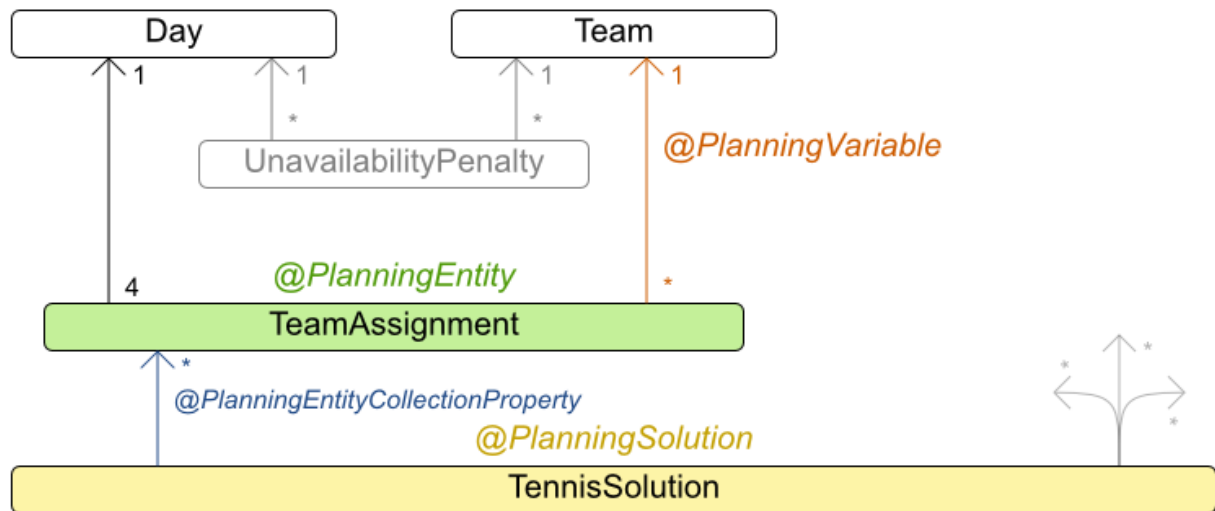 Day Team
1 1 1 1
* *
@PlanningVariable
UnavailabilityPenalty
@PlanningEntity
4 *
TeamAssignment
* * *
@PlanningEntityCollectionProperty *
@PlanningSolution
TennisSolution